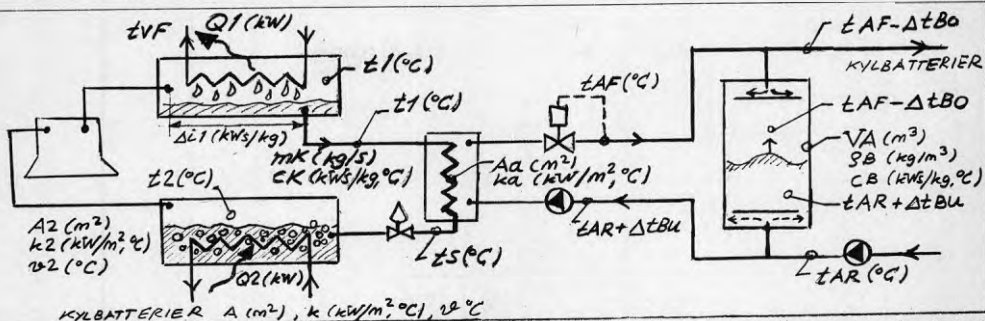 tVF
Q1 (kW)
t1 (°C)
Δi1 (kWs/kg)
t1 (°C)
mK (kg/s)
cK (kWs/kg,°C)
t2 (°C)
A2 (m²)
k2 (kW/m²,°C)
ϑ2 (°C)
Q2 (kW)
tS (°C)
Aa (m²)
ka (kW/m²,°C)
tAF (°C)
tAR+ΔtBu
tAF-ΔtBo
KYLBATTERIER
tAF-ΔtBo
VA (m³)
ρB (kg/m³)
CB (kWs/kg,°C)
tAR+ΔtBu
tAR (°C)
KYLBATTERIER A (m²), k (kW/m²,°C), ϑ °C